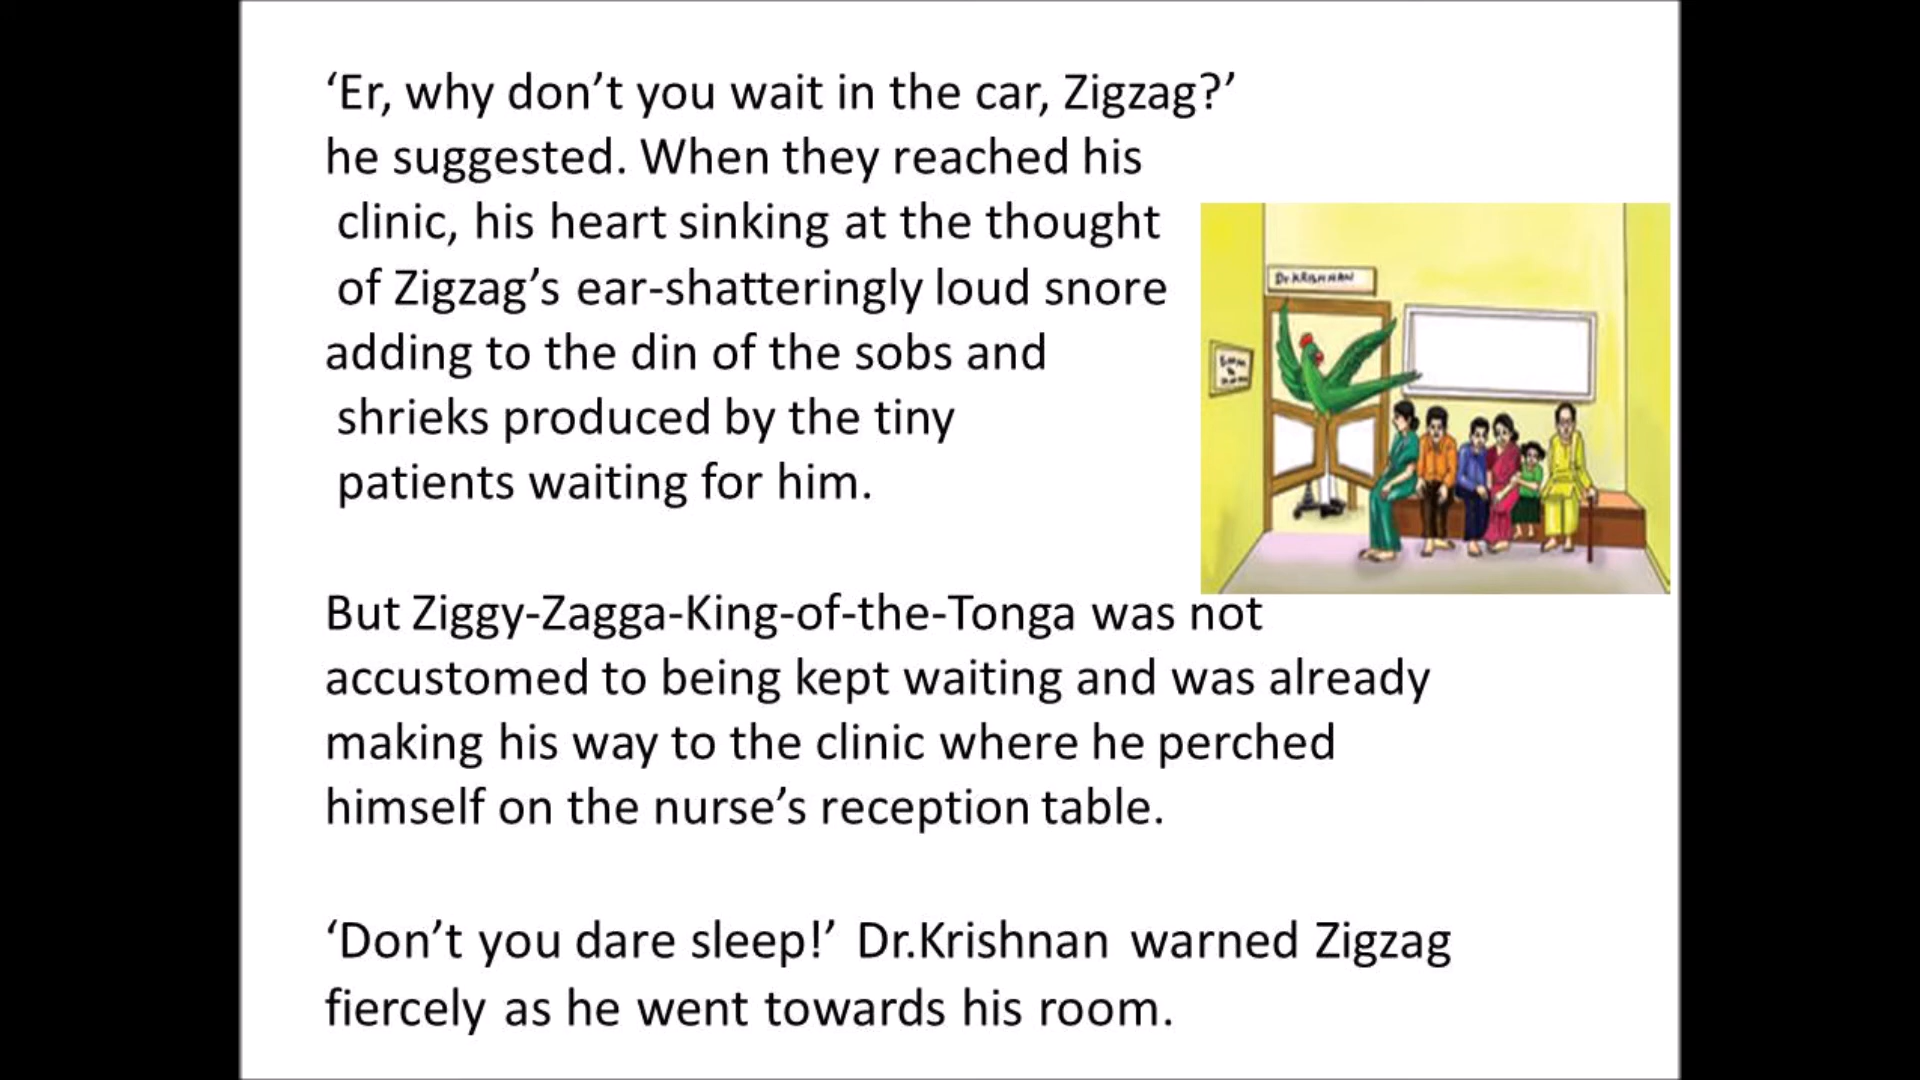 ‘Er, why don’t you wait in the car, Zigzag?’
he suggested. When they reached his
clinic, his heart sinking at the thought
of Zigzag’s ear-shatteringly loud snore
adding to the din of the sobs and
shrieks produced by the tiny
patients waiting for him.
Dr KRISHNAN
But Ziggy-Zagga-King-of-the-Tonga was not
accustomed to being kept waiting and was already
making his way to the clinic where he perched
himself on the nurse’s reception table.
‘Don’t you dare sleep!’ Dr.Krishnan warned Zigzag
fiercely as he went towards his room.